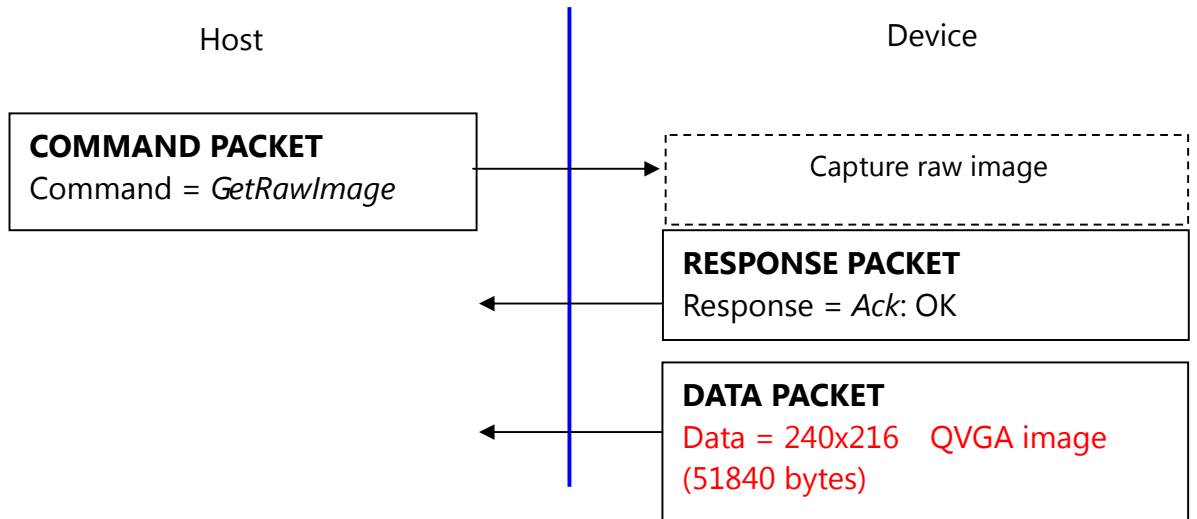 Host
Device
COMMAND PACKET
Command = GetRawImage
Capture raw image
RESPONSE PACKET
Response = Ack: OK
DATA PACKET
Data = 240x216 QVGA image
(51840 bytes)